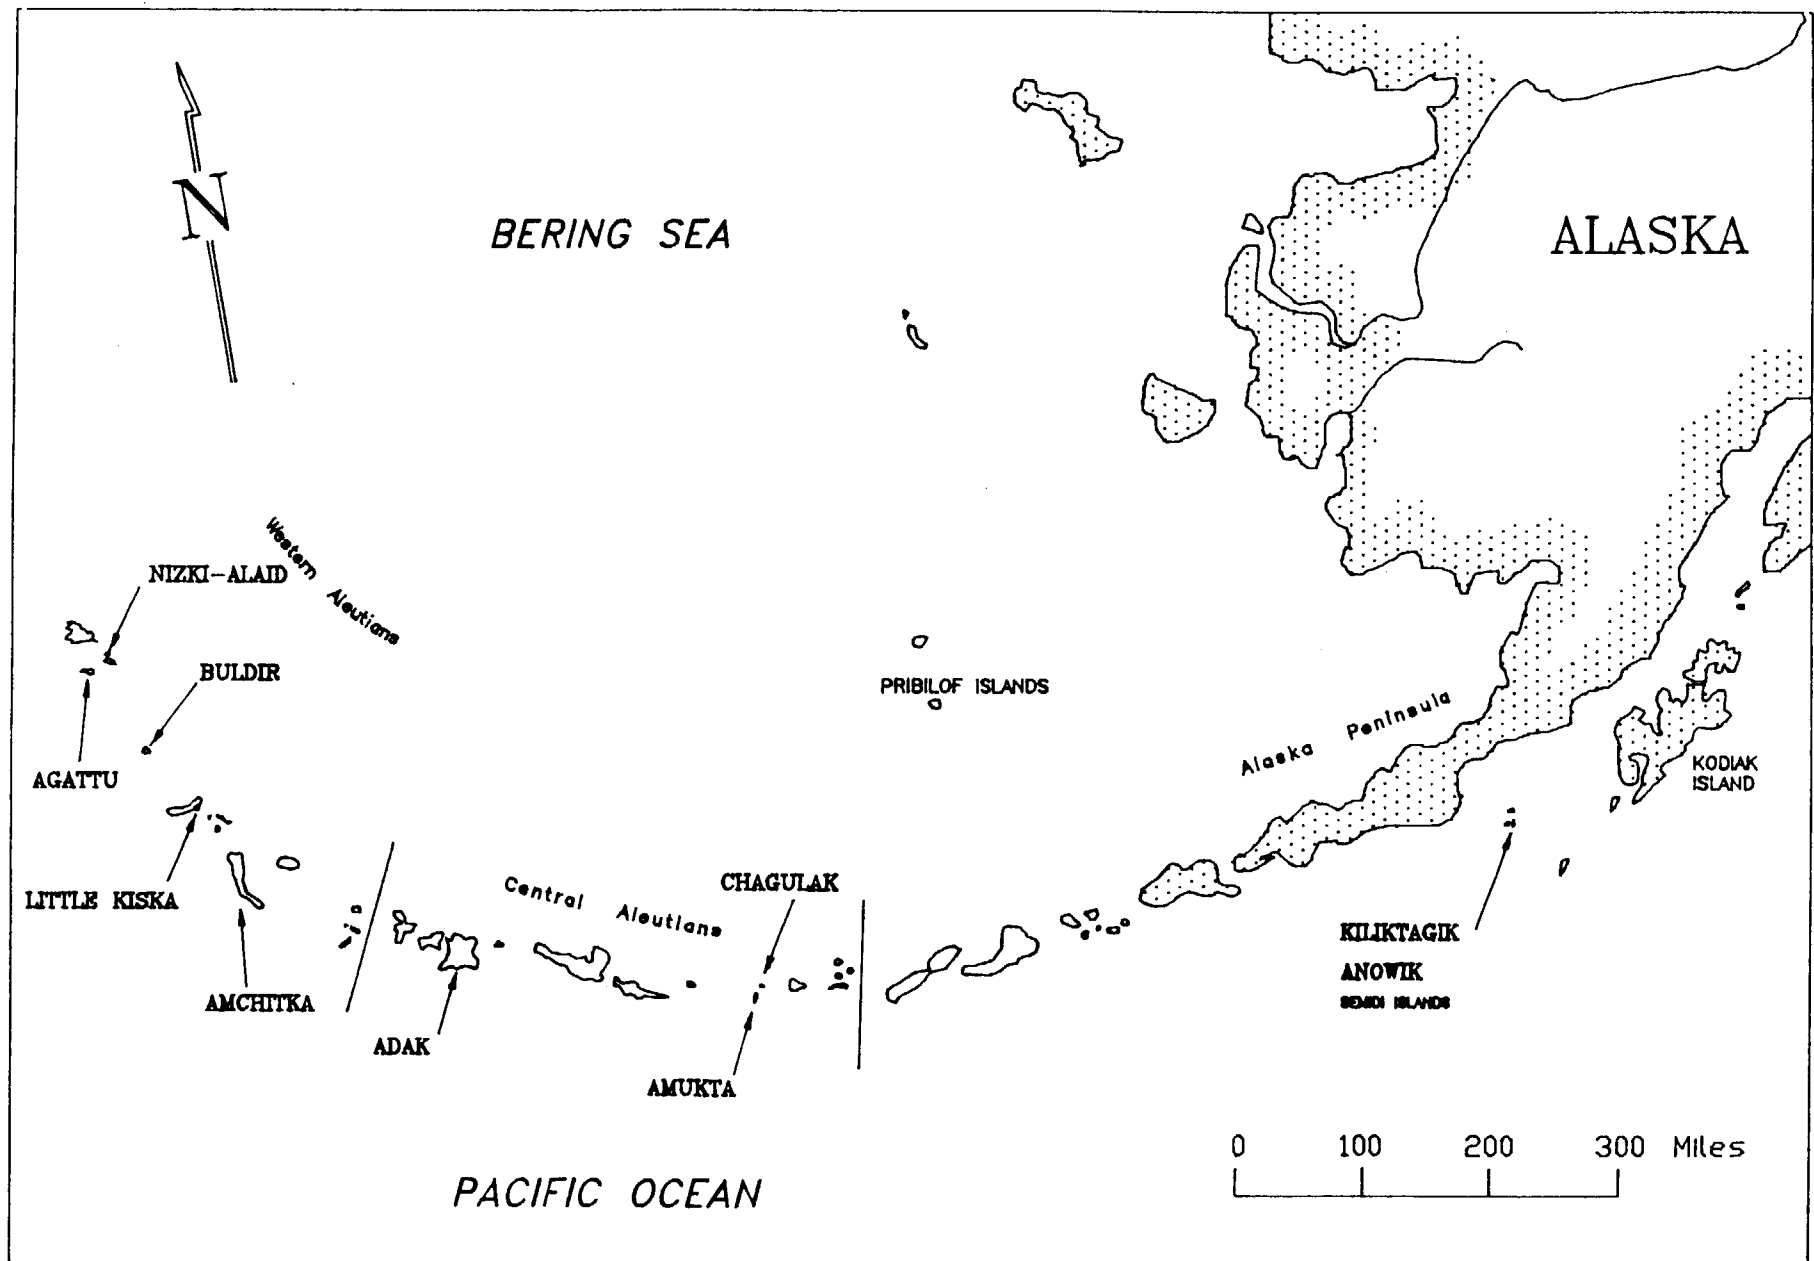 N
BERING SEA
ALASKA
Western Aleutians
NIZKI-ALAID
BULDIR
AGATTU
PRIBILOF ISLANDS
Alaska Peninsula
KODIAK
ISLAND
LITTLE KISKA
AMCHITKA
Central Aleutians
CHAGULAK
ADAK
AMUKTA
KILIKTAGIK
ANOWIK
SEMIDI ISLANDS
0 100 200 300 Miles
PACIFIC OCEAN